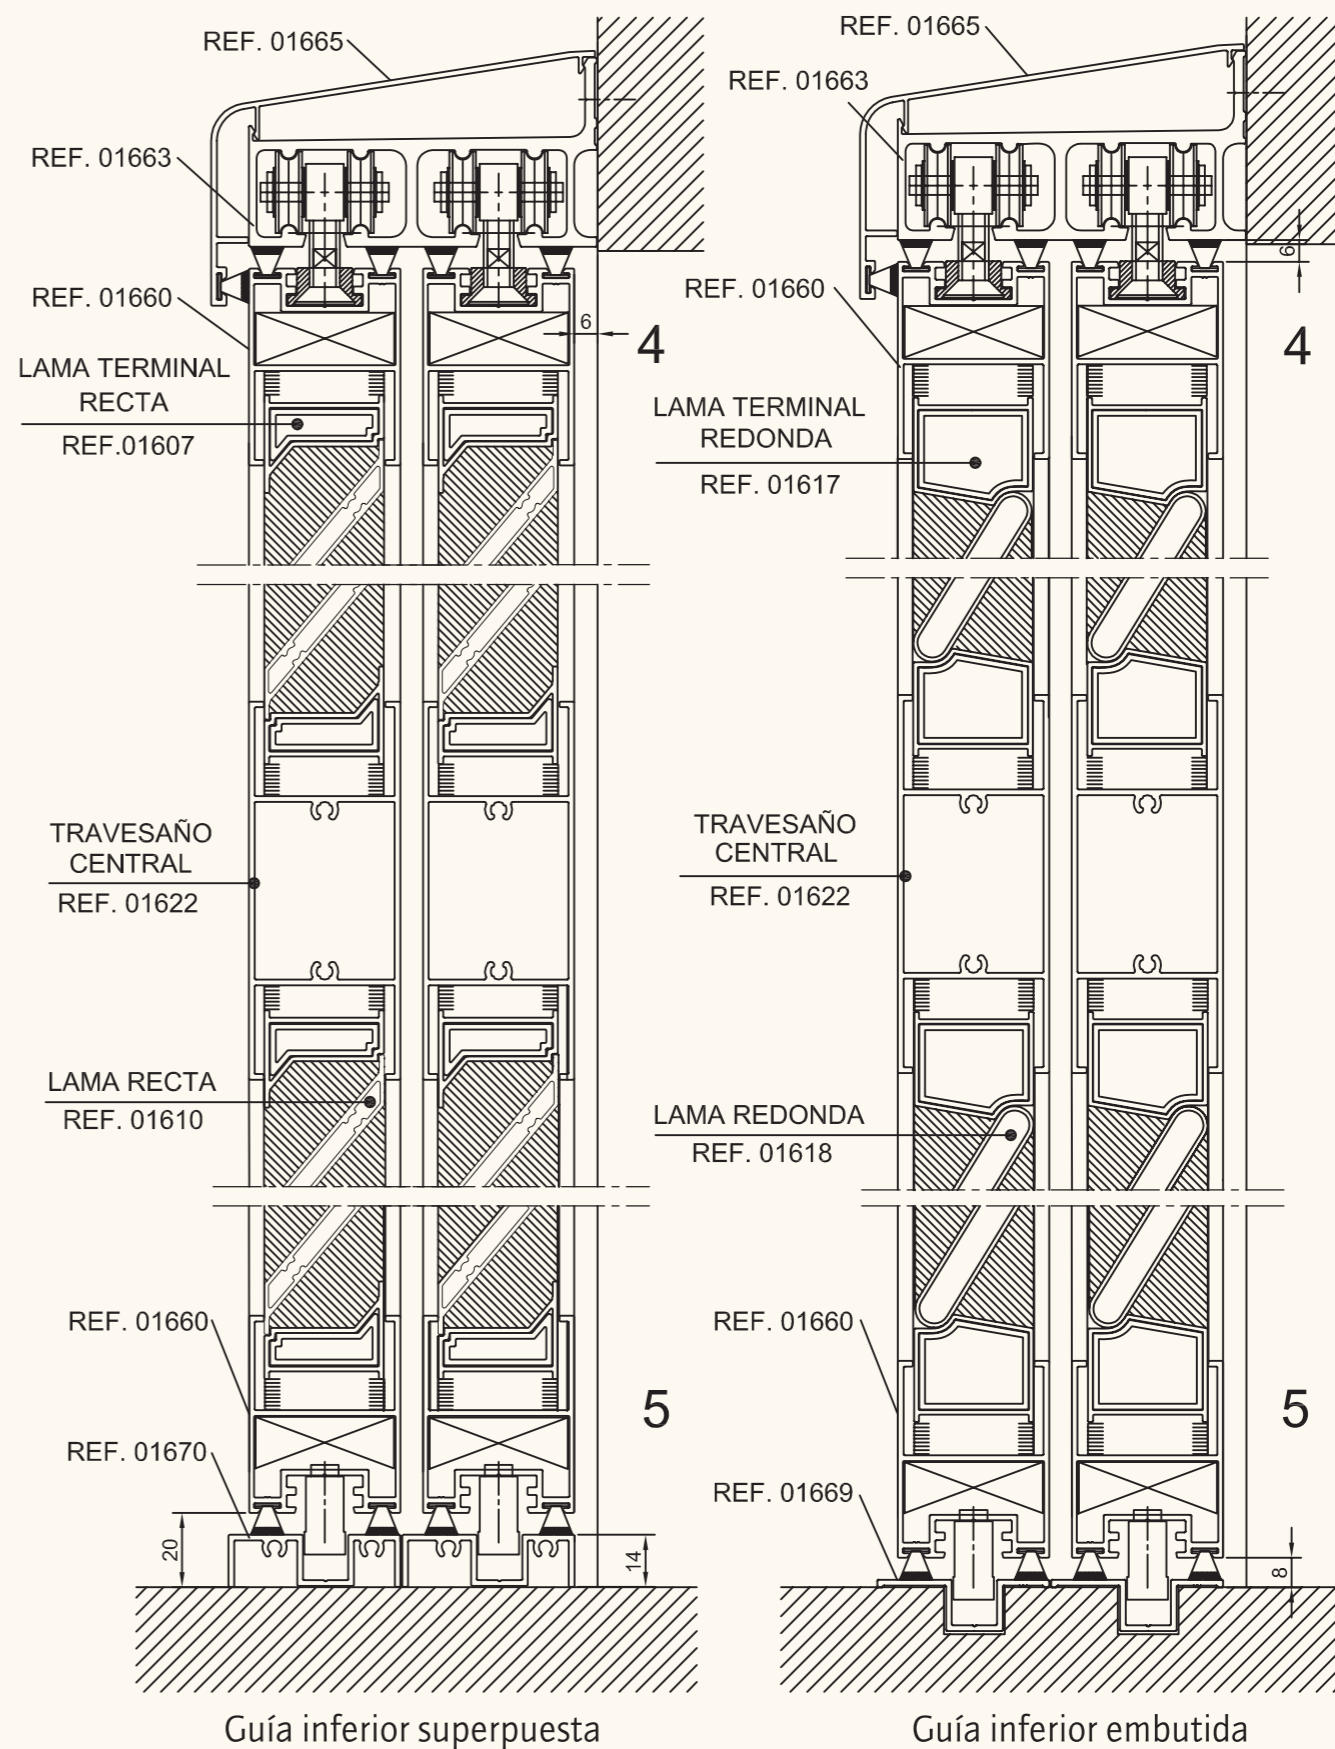 REF. 01665
REF. 01663
REF. 01660
6
4
LAMA TERMINAL
RECTA
REF.01607
TRAVESAÑO
CENTRAL
REF. 01622
LAMA RECTA
REF. 01610
REF. 01660
5
REF. 01670
20
14
Guía inferior superpuesta
REF. 01665
REF. 01663
6
REF. 01660
4
LAMA TERMINAL
REDONDA
REF. 01617
TRAVESAÑO
CENTRAL
REF. 01622
LAMA REDONDA
REF. 01618
REF. 01660
5
REF. 01669
8
Guía inferior embutida